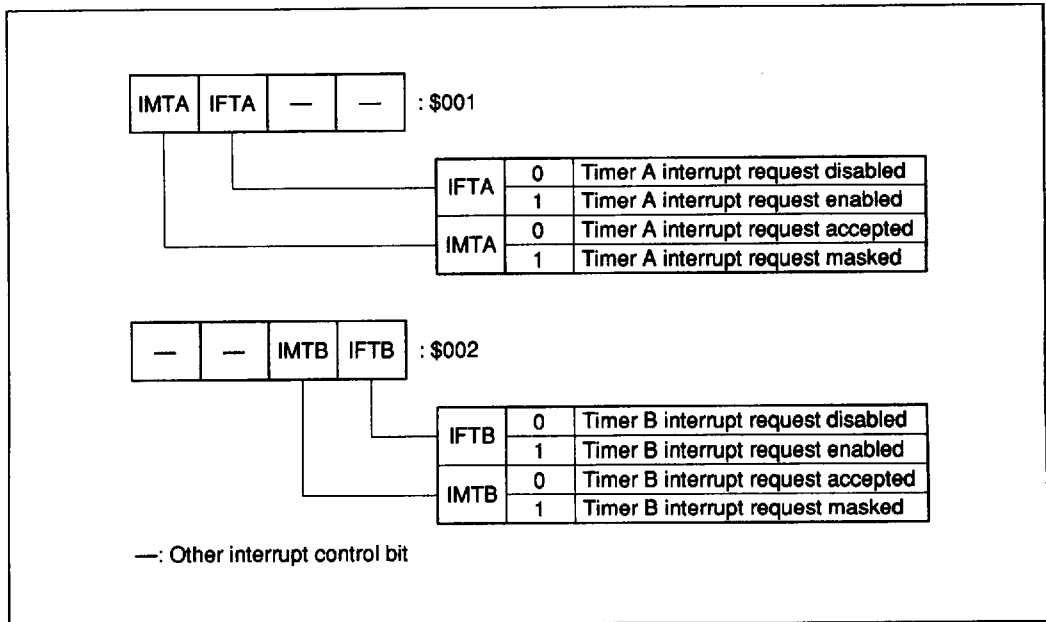 IMTA IFTA — — : $001
IFTA 0 Timer A interrupt request disabled
1 Timer A interrupt request enabled
IMTA 0 Timer A interrupt request accepted
1 Timer A interrupt request masked
— — IMTB IFTB : $002
IFTB 0 Timer B interrupt request disabled
1 Timer B interrupt request enabled
IMTB 0 Timer B interrupt request accepted
1 Timer B interrupt request masked
—: Other interrupt control bit